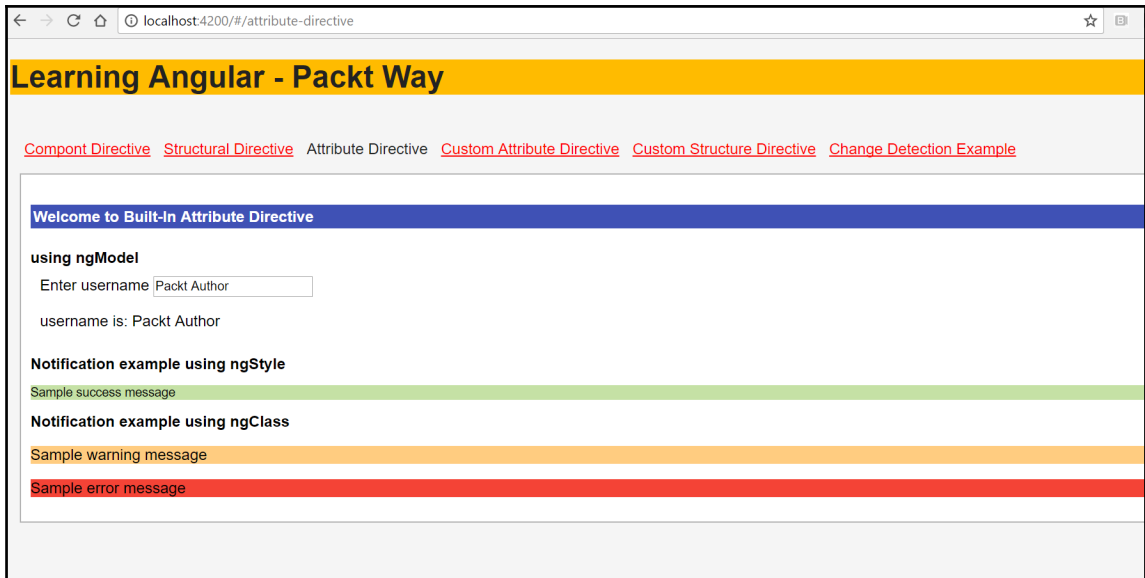 localhost:4200/#/attribute-directive
Learning Angular - Packt Way
Compont Directive Structural Directive Attribute Directive Custom Attribute Directive Custom Structure Directive Change Detection Example
Welcome to Built-In Attribute Directive
using ngModel
Enter username Packt Author
username is: Packt Author
Notification example using ngStyle
Sample success message
Notification example using ngClass
Sample warning message
Sample error message